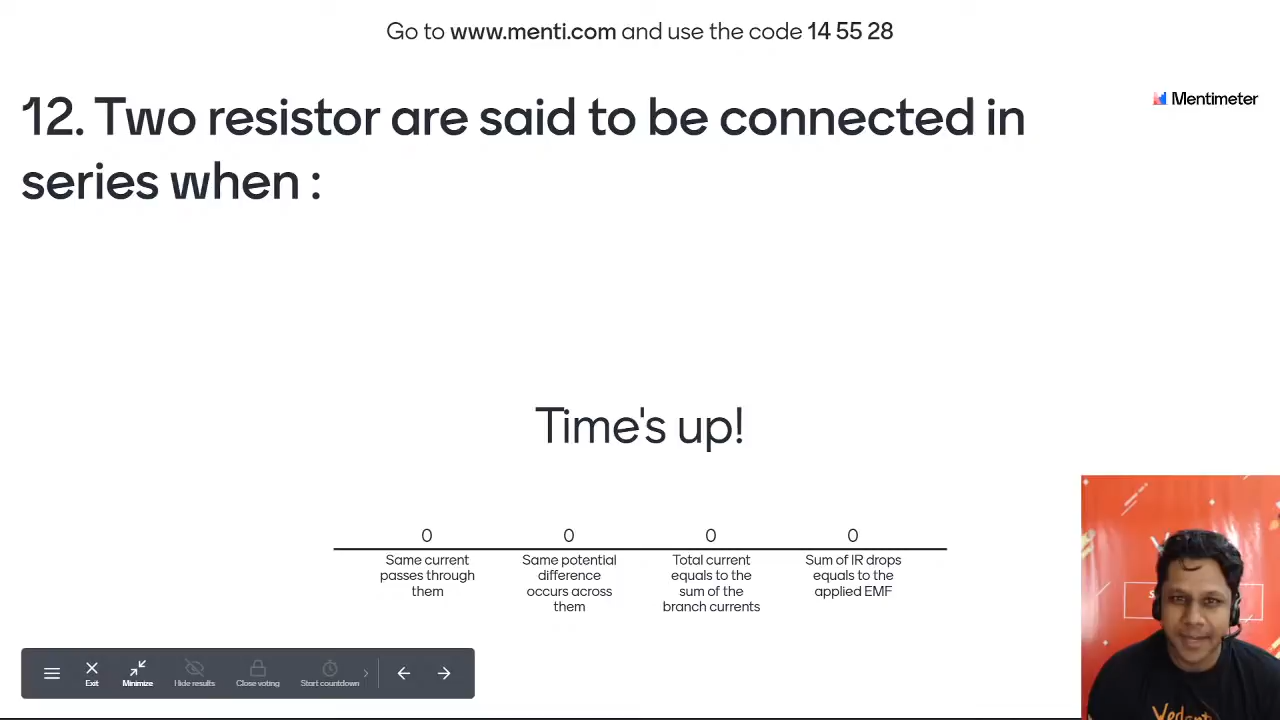 Go to www.menti.com and use the code 14 55 28
Mentimeter
12. Two resistor are said to be connected in
series when :
Time's up!
0
0
0
0
Same current
passes through
them
Same potential
difference
occurs across
them
Total current
equals to the
sum of the
branch currents
Sum of IR drops
equals to the
applied EMF
Exit
Minimize
Hide results
Close voting
Start countdown